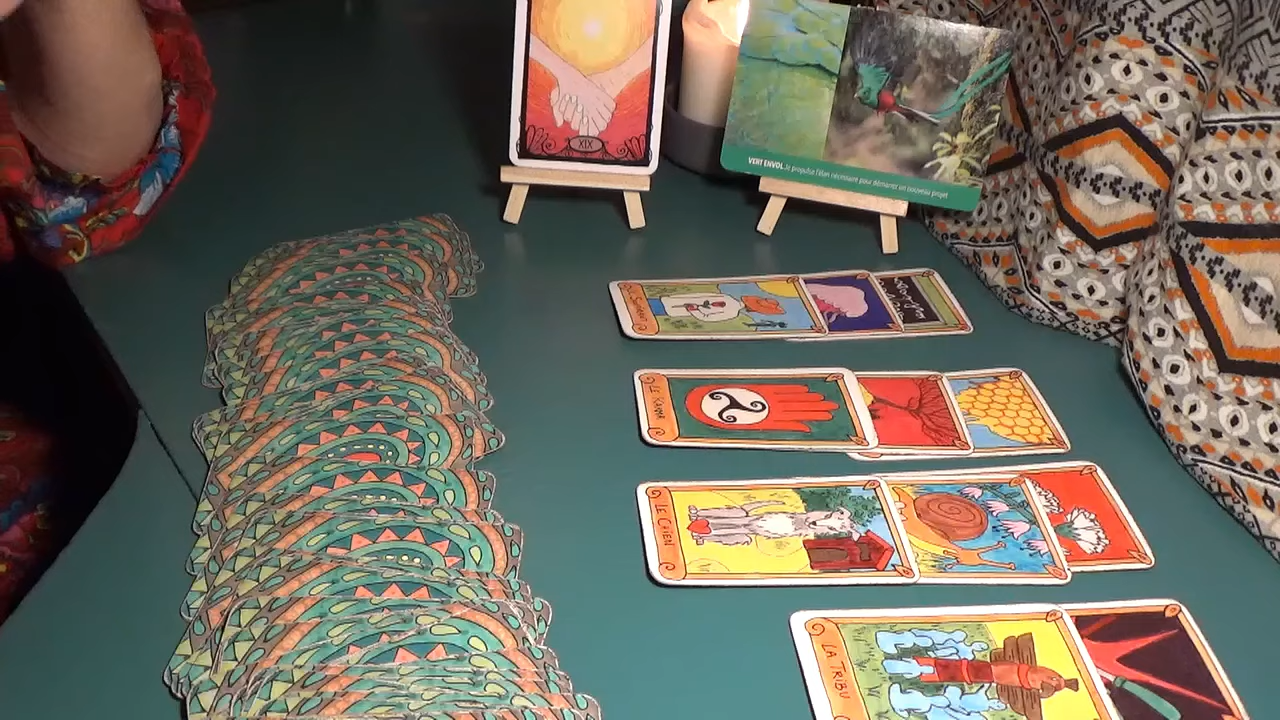 XIX
VERT ENVOL Je propulse l'élan nécessaire pour démarrer un nouveau projet
LE KARMA
LE CHIEN
LA TRIBU